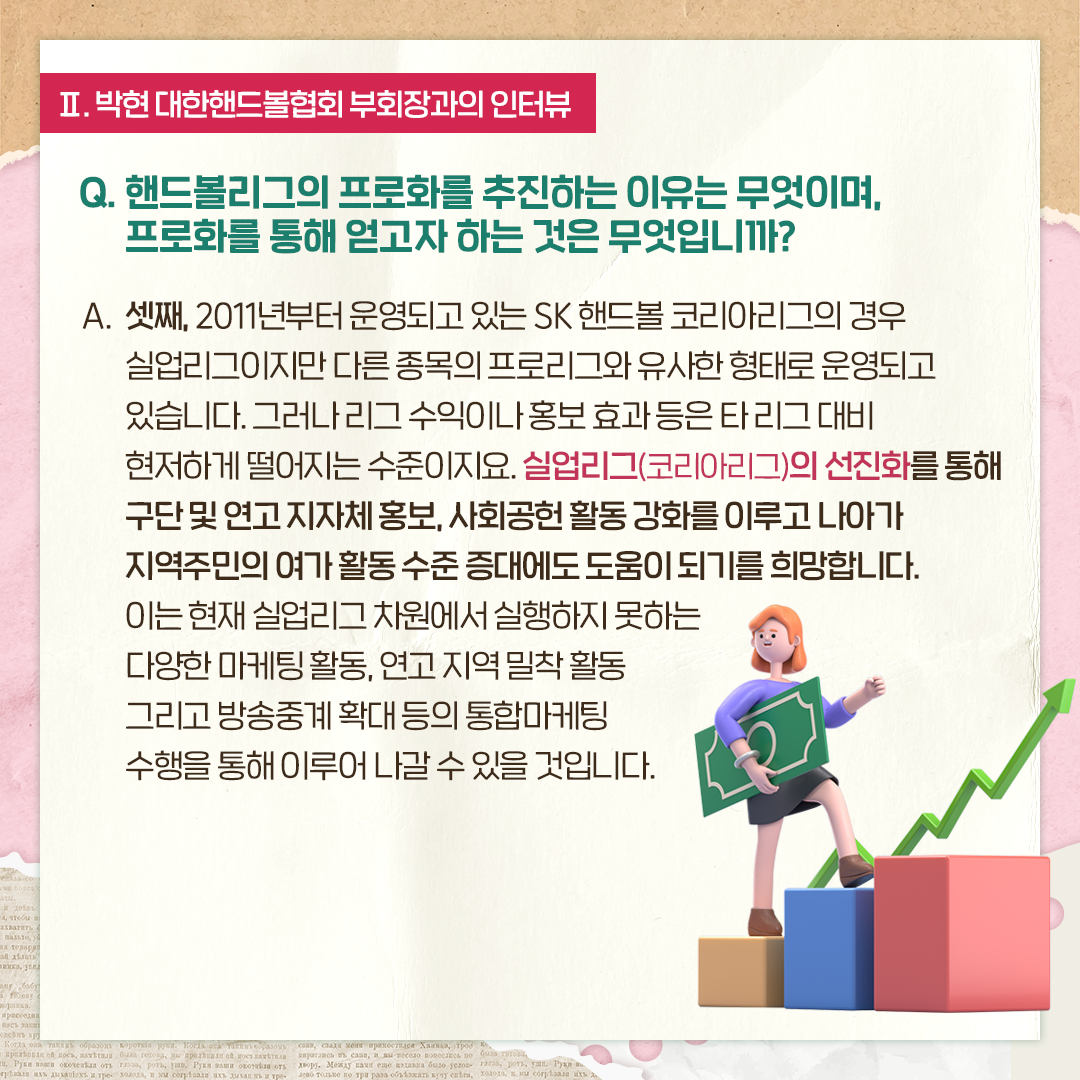 Ⅱ. 박현 대한핸드볼협회 부회장과의 인터뷰
Q. 핸드볼리그의 프로화를 추진하는 이유는 무엇이며,
프로화를 통해 얻고자 하는 것은 무엇입니까?
A. 셋째, 2011년부터 운영되고 있는 SK 핸드볼 코리아리그의 경우
실업리그이지만 다른 종목의 프로리그와 유사한 형태로 운영되고
있습니다. 그러나 리그 수익이나 홍보 효과 등은 타 리그 대비
현저하게 떨어지는 수준이지요. 실업리그(코리아리그)의 선진화를 통해
구단 및 연고 지자체 홍보, 사회공헌 활동 강화를 이루고 나아가
지역주민의 여가 활동 수준 증대에도 도움이 되기를 희망합니다.
이는 현재 실업리그 차원에서 실행하지 못하는
다양한 마케팅 활동, 연고 지역 밀착 활동
그리고 방송중계 확대 등의 통합마케팅
수행을 통해 이루어 나갈 수 있을 것입니다.